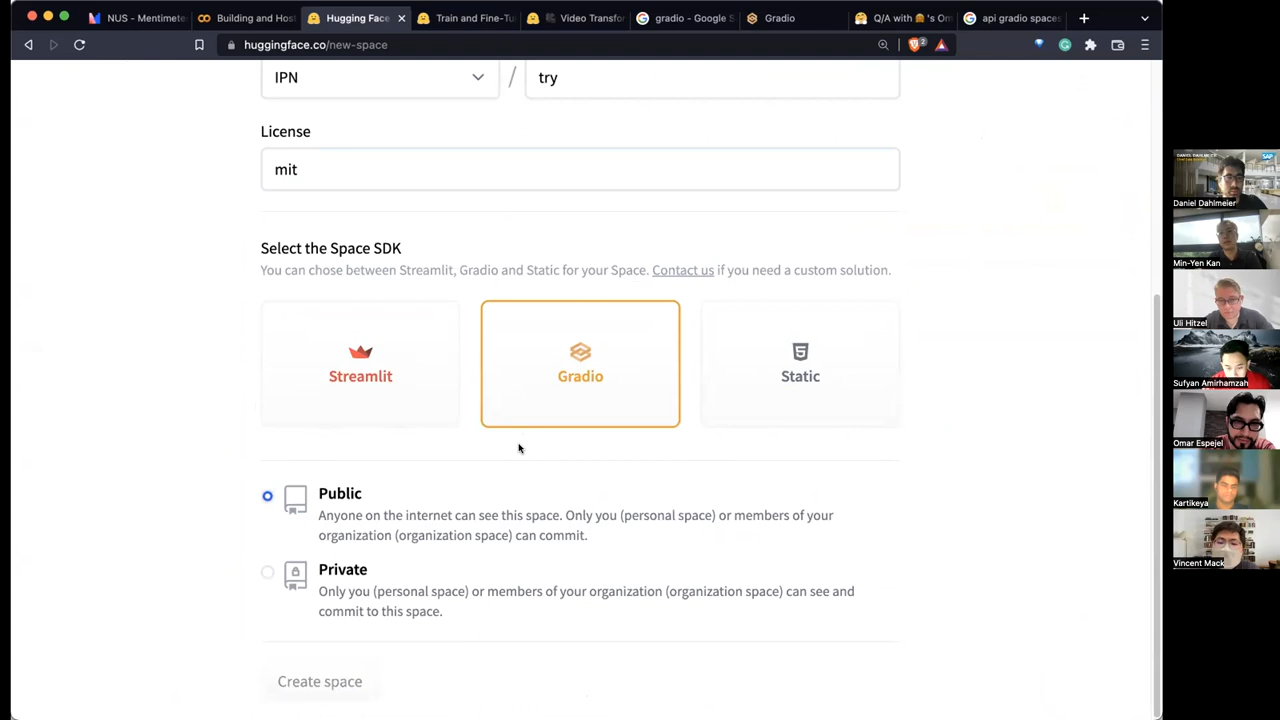 NUS - Mentimete
Building and Host
Hugging Face
Train and Fine-Tu
Video Transfor
gradio - Google S
Gradio
Q/A with 's Om
api gradio spaces
huggingface.co/new-space
2
IPN
/
try
License
mit
Select the Space SDK
You can chose between Streamlit, Gradio and Static for your Space. Contact us if you need a custom solution.
Streamlit
Gradio
Static
Public
Anyone on the internet can see this space. Only you (personal space) or members of your
organization (organization space) can commit.
Private
Only you (personal space) or members of your organization (organization space) can see and
commit to this space.
Create space
SAP
Daniel Dahlmeier
Min-Yen Kan
Uli Hitzel
Sufyan Amirhamzah
Omar Espejel
Kartikeya
Vincent Mack